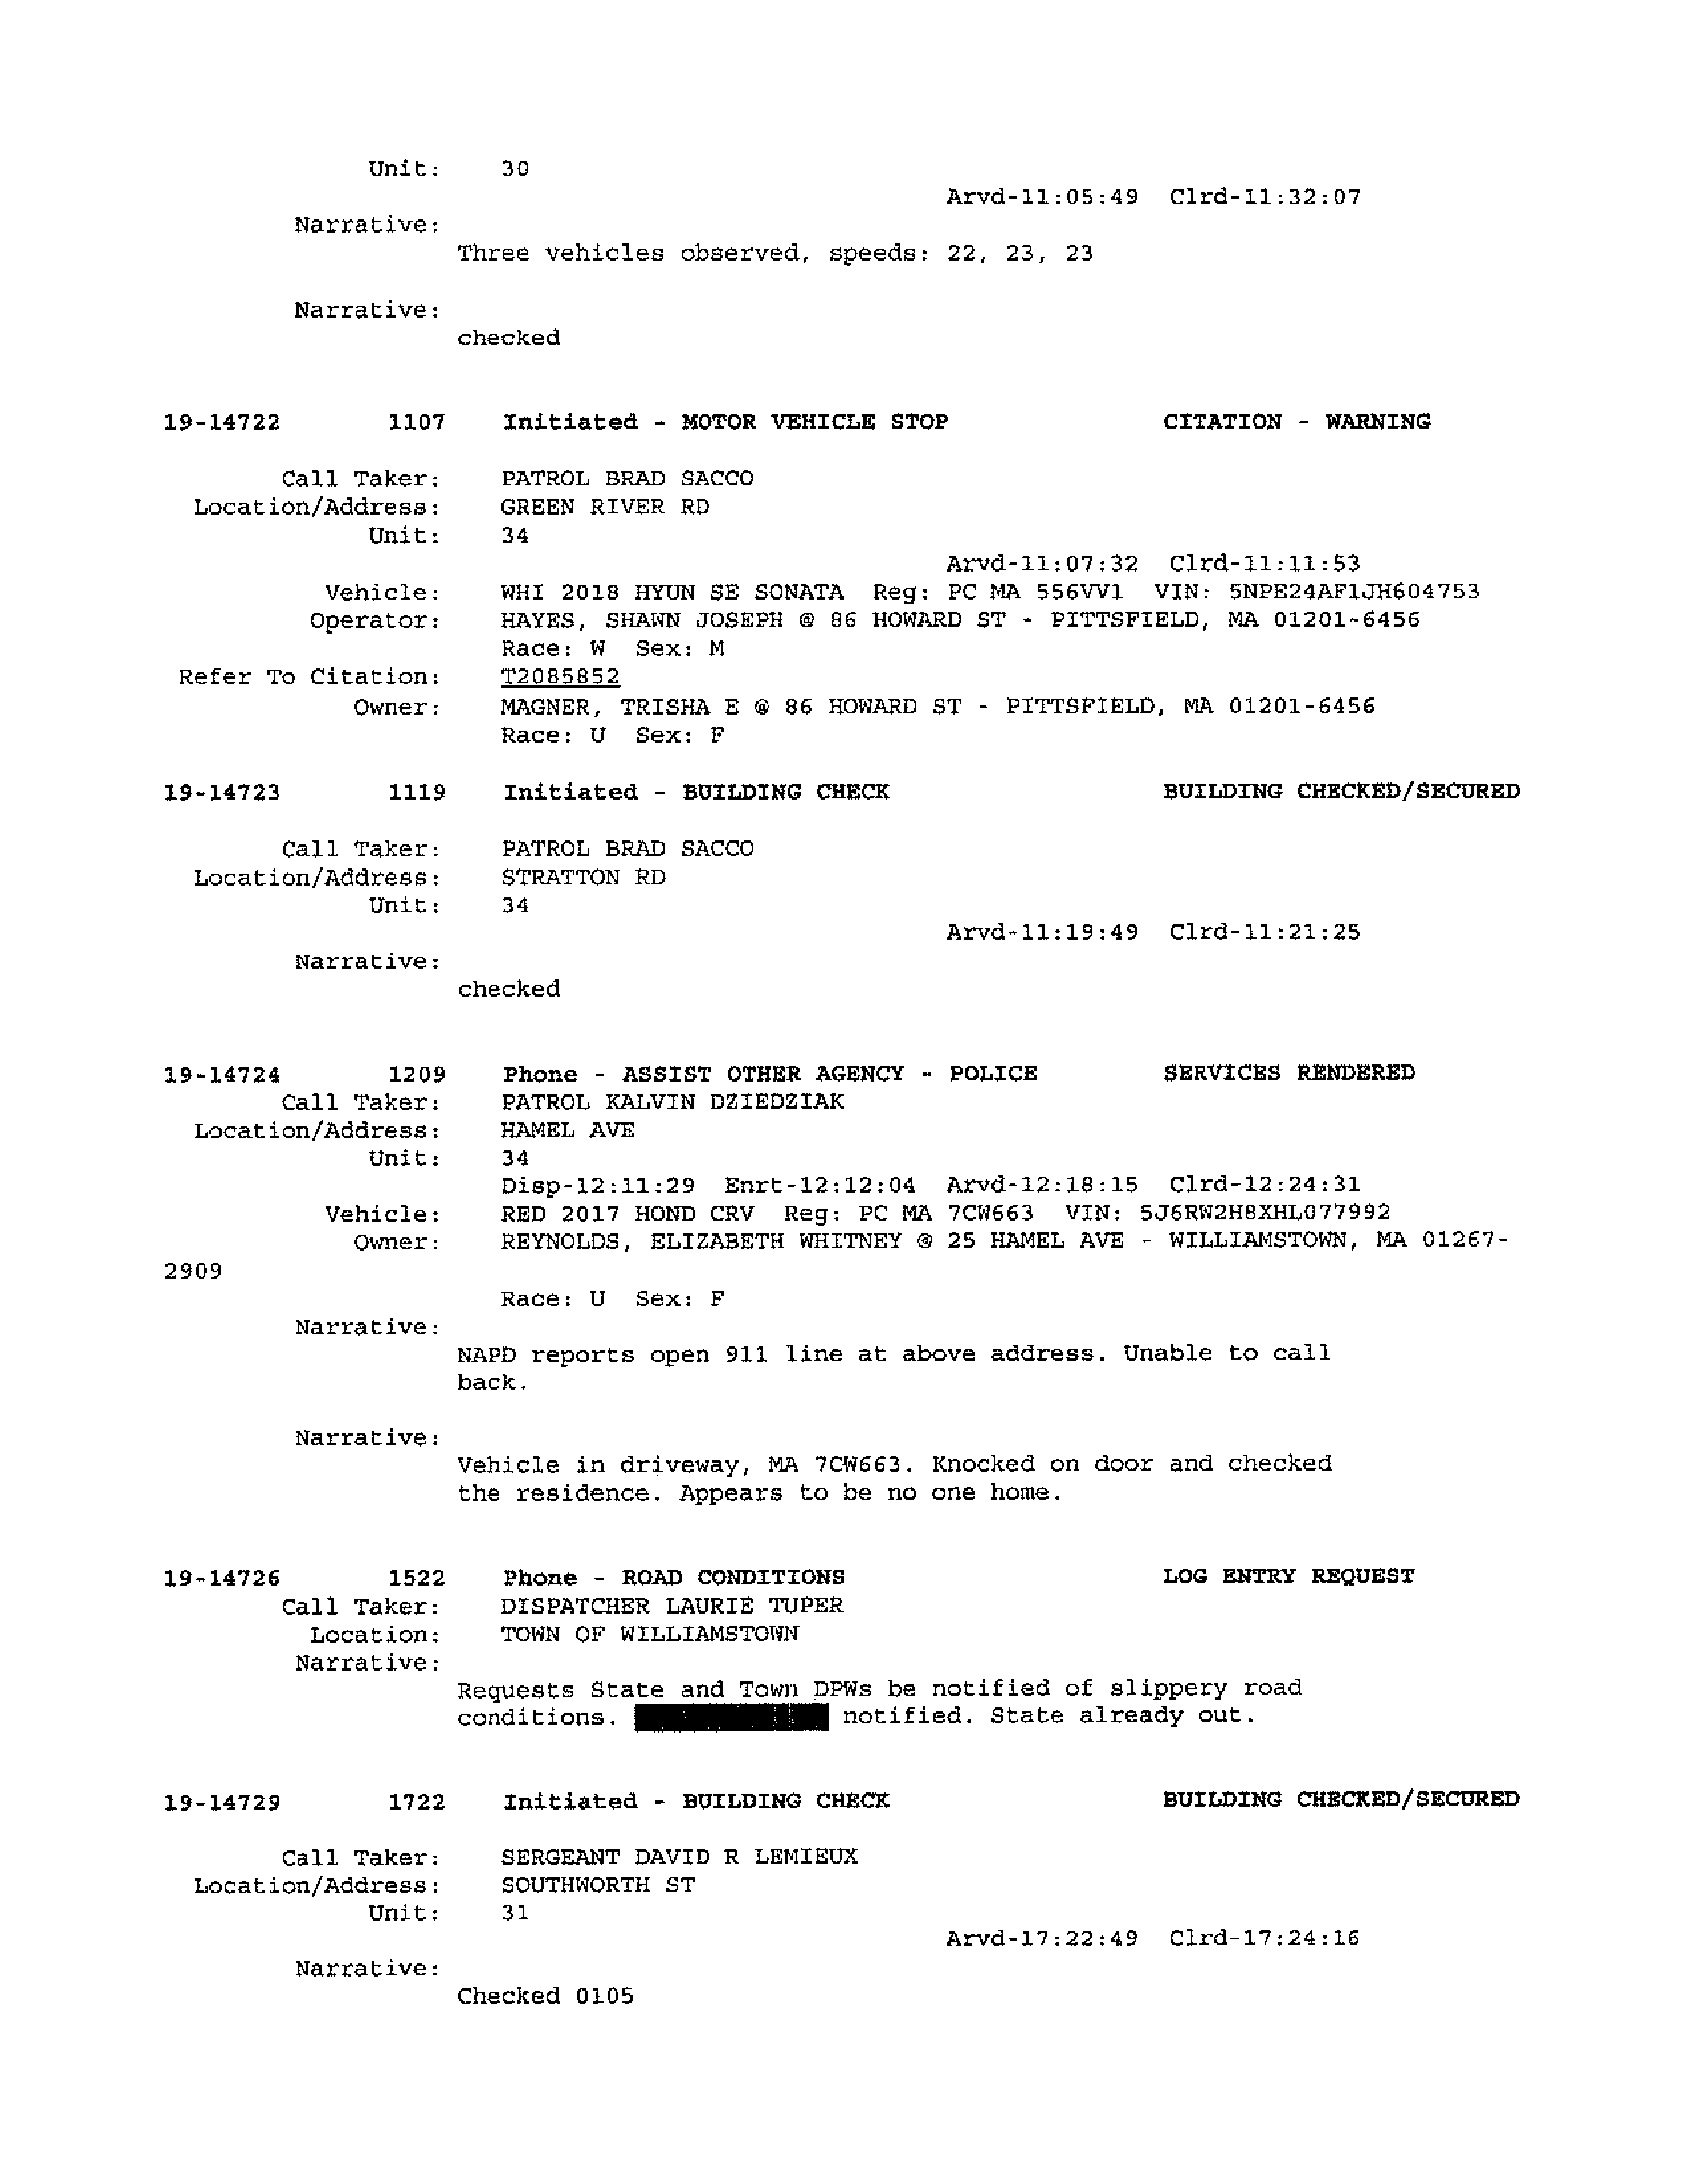 Unit: 30
Arvd-11:05:49 Clrd-11:32:07
Narrative:
Three vehicles observed, speeds: 22, 23, 23
Narrative:
checked
19-14722 1107 Initiated - MOTOR VEHICLE STOP CITATION - WARNING
Call Taker: PATROL BRAD SACCO
Location/Address: GREEN RIVER RD
Unit: 34
Arvd-11:07:32 Clrd-11:11:53
Vehicle: WHI 2018 HYUN SE SONATA Reg: PC MA 556VV1 VIN: 5NPE24AF1JH604753
Operator: HAYES, SHAWN JOSEPH @ 86 HOWARD ST - PITTSFIELD, MA 01201-6456
Race: W Sex: M
Refer To Citation: T2085852
Owner: MAGNER, TRISHA E @ 86 HOWARD ST - PITTSFIELD, MA 01201-6456
Race: U Sex: F
19-14723 1119 Initiated - BUILDING CHECK BUILDING CHECKED/SECURED
Call Taker: PATROL BRAD SACCO
Location/Address: STRATTON RD
Unit: 34
Arvd-11:19:49 Clrd-11:21:25
Narrative:
checked
19-14724 1209 Phone - ASSIST OTHER AGENCY - POLICE SERVICES RENDERED
Call Taker: PATROL KALVIN DZIEDZIAK
Location/Address: HAMEL AVE
Unit: 34
Disp-12:11:29 Enrt-12:12:04 Arvd-12:18:15 Clrd-12:24:31
Vehicle: RED 2017 HOND CRV Reg: PC MA 7CW663 VIN: 5J6RW2H8XHL077992
Owner: REYNOLDS, ELIZABETH WHITNEY @ 25 HAMEL AVE - WILLIAMSTOWN, MA 01267-
2909
Race: U Sex: F
Narrative:
NAPD reports open 911 line at above address. Unable to call
back.
Narrative:
Vehicle in driveway, MA 7CW663. Knocked on door and checked
the residence. Appears to be no one home.
19-14726 1522 Phone - ROAD CONDITIONS LOG ENTRY REQUEST
Call Taker: DISPATCHER LAURIE TUPER
Location: TOWN OF WILLIAMSTOWN
Narrative:
Requests State and Town DPWs be notified of slippery road
conditions. notified. State already out.
19-14729 1722 Initiated - BUILDING CHECK BUILDING CHECKED/SECURED
Call Taker: SERGEANT DAVID R LEMIEUX
Location/Address: SOUTHWORTH ST
Unit: 31
Arvd-17:22:49 Clrd-17:24:16
Narrative:
Checked 0105